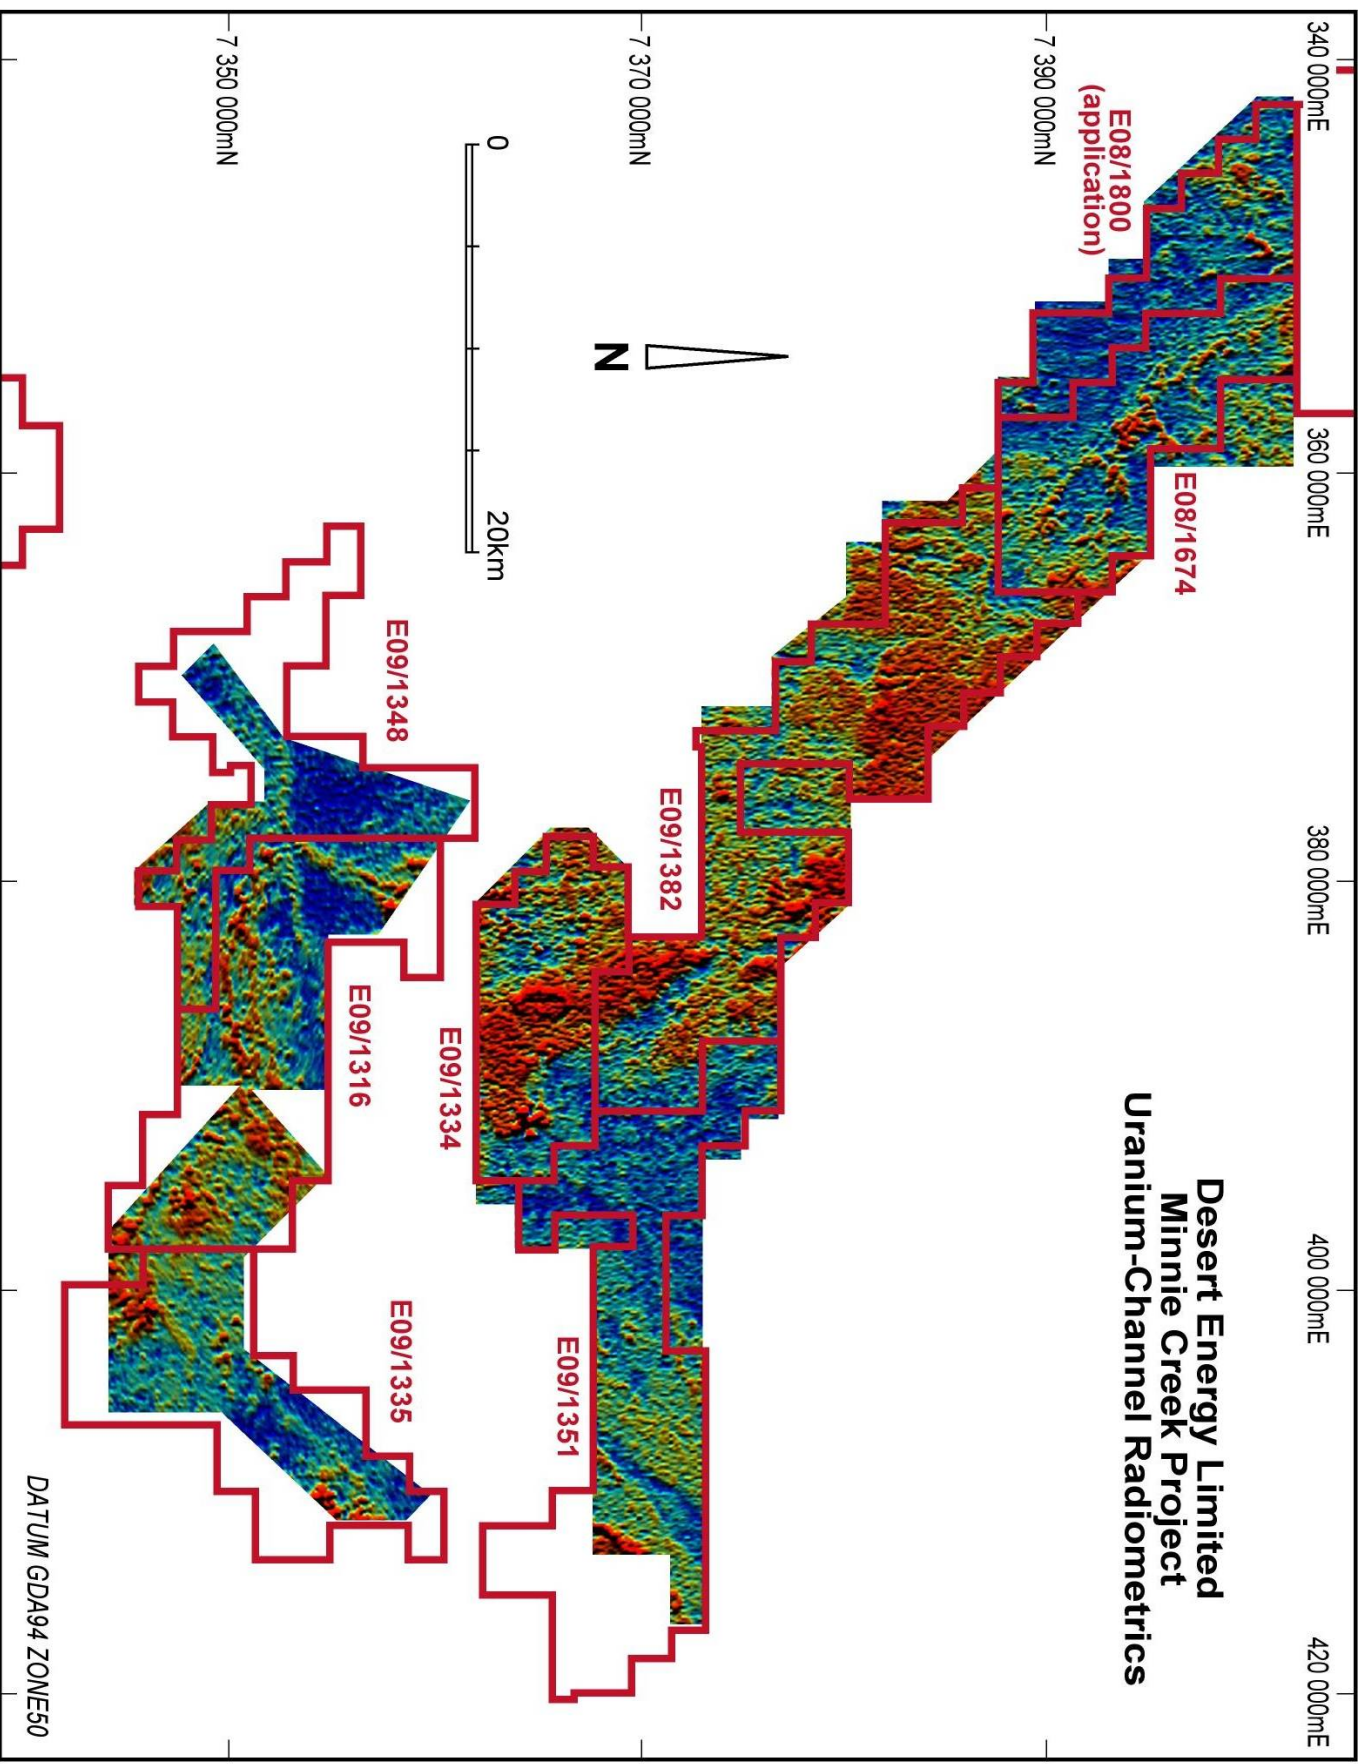 Desert Energy Limited
Minnie Creek Project
Uranium-Channel Radiometrics
340 000mE
360 000mE
380 000mE
400 000mE
420 000mE
7 390 000mN
7 370 000mN
7 350 000mN
E08/1800
(application)
E08/1674
E09/1382
E09/1334
E09/1351
E09/1348
E09/1316
E09/1335
N
0
20km
DATUM GDA94 ZONE50